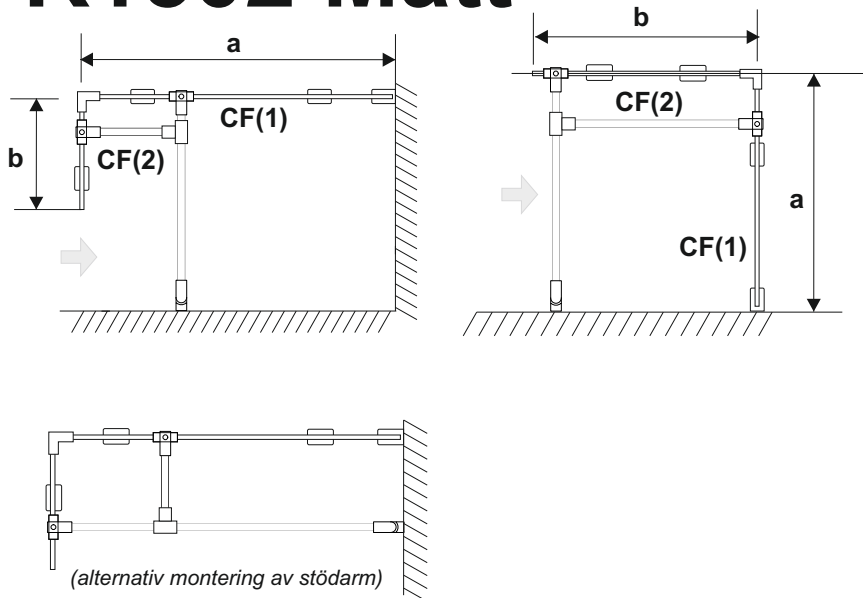 a
b
CF(1)
CF(2)
b
CF(2)
a
CF(1)
(alternativ montering av stödarm)